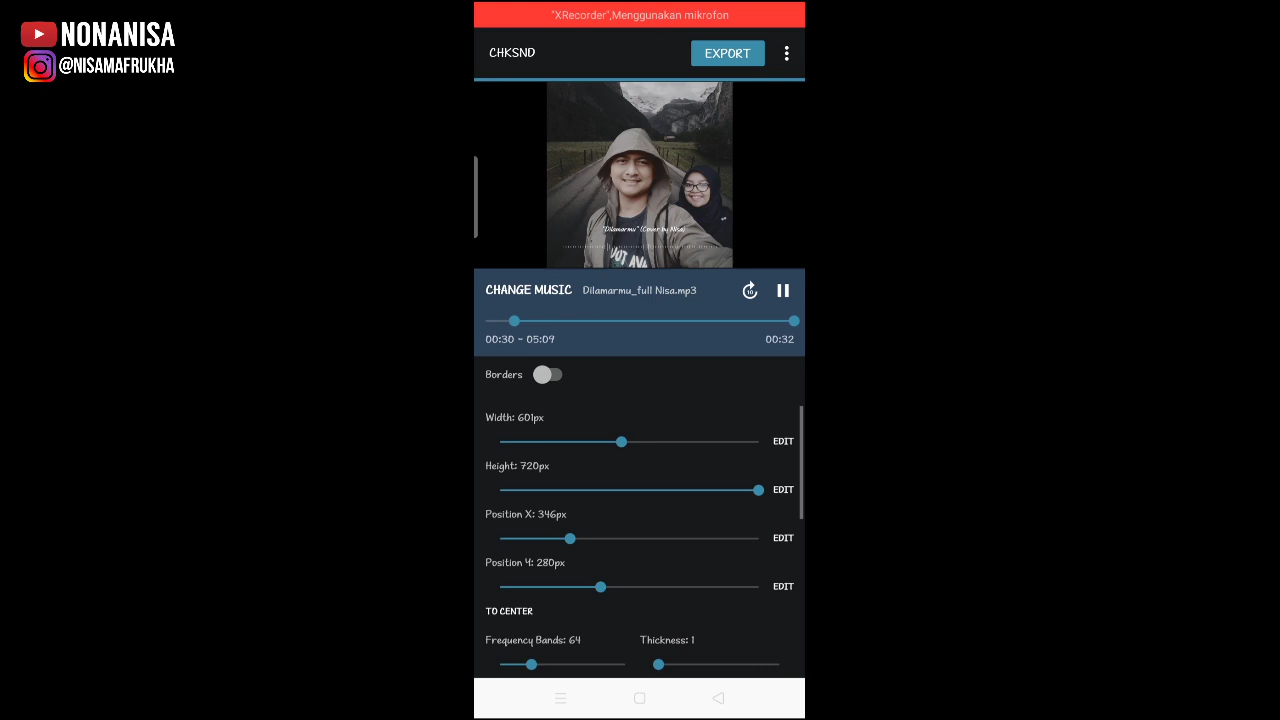 NONANISA
@NISAMAFRUKHA
"XRecorder",Menggunakan mikrofon
CHKSND
EXPORT
"Dilamarmu" (Cover by Nisa)
CHANGE MUSIC
Dilamarmu_full Nisa.mp3
10
00:30 - 05:09
00:32
Borders
Width: 601px
EDIT
Height: 720px
EDIT
Position X: 346px
EDIT
Position Y: 280px
EDIT
TO CENTER
Frequency Bands: 64
Thickness: 1